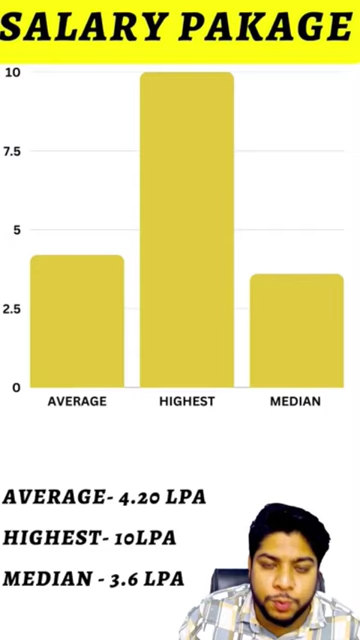 SALARY PAKAGE
10
7.5
5
2.5
0
AVERAGE HIGHEST MEDIAN
AVERAGE- 4.20 LPA
HIGHEST- 10LPA
MEDIAN - 3.6 LPA